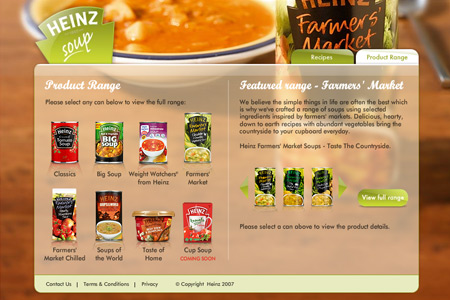 HEINZ
soup
HEINZ
Farmers'
Market
Recipes
Product Range
Product Range
Please select any can below to view the full range:
Classics
Big Soup
Weight Watchers®
from Heinz
Farmers'
Market
Farmers'
Market Chilled
Soups of
the World
Taste of
Home
Cup Soup
COMING SOON
Featured range - Farmers' Market
We believe the simple things in life are often the best which
is why we've crafted a range of soups using selected
ingredients inspired by farmers' markets. Delicious, hearty,
down to earth recipes with abundant vegetables bring the
countryside to your cupboard everyday.
Heinz Farmers' Market Soups - Taste The Countryside.
View full range
Please select a can above to view the product details.
Contact Us | Terms & Conditions | Privacy © Copyright Heinz 2007